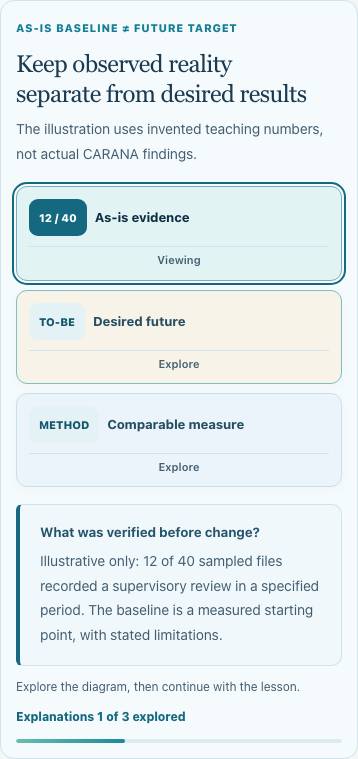 AS-IS BASELINE ≠ FUTURE TARGET
Keep observed reality
separate from desired results
The illustration uses invented teaching numbers,
not actual CARANA findings.
12 / 40 As-is evidence
Viewing
TO-BE Desired future
Explore
METHOD Comparable measure
Explore
What was verified before change?
Illustrative only: 12 of 40 sampled files
recorded a supervisory review in a specified
period. The baseline is a measured starting
point, with stated limitations.
Explore the diagram, then continue with the lesson.
Explanations 1 of 3 explored